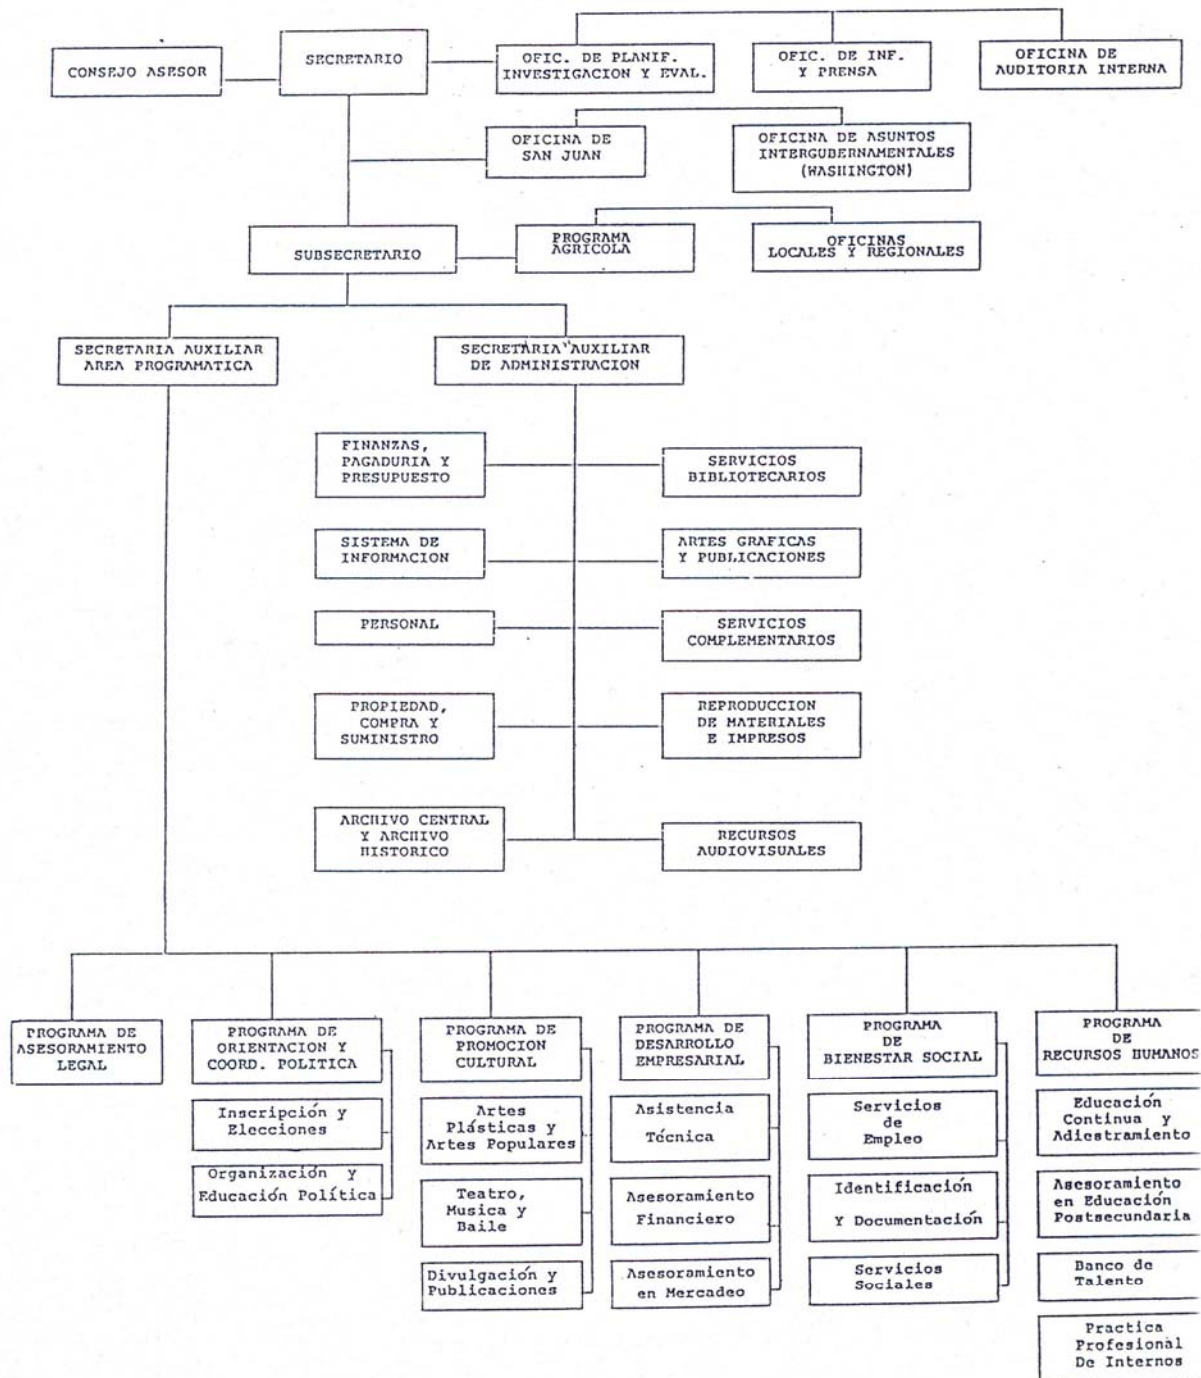 CONSEJO ASESOR
SECRETARIO
OFIC. DE PLANIF.
INVESTIGACION Y EVAL.
OFIC. DE INF.
Y PRENSA
OFICINA DE
AUDITORIA INTERNA
OFICINA DE
SAN JUAN
OFICINA DE ASUNTOS
INTERGUBERNAMENTALES
(WASHINGTON)
SUBSECRETARIO
PROGRAMA
AGRICOLA
OFICINAS
LOCALES Y REGIONALES
SECRETARIA AUXILIAR
AREA PROGRAMATICA
SECRETARIA AUXILIAR
DE ADMINISTRACION
FINANZAS,
PAGADURIA Y
PRESUPUESTO
SERVICIOS
BIBLIOTECARIOS
SISTEMA DE
INFORMACION
ARTES GRAFICAS
Y PUBLICACIONES
PERSONAL
SERVICIOS
COMPLEMENTARIOS
PROPIEDAD,
COMPRA Y
SUMINISTRO
REPRODUCCION
DE MATERIALES
E IMPRESOS
ARCHIVO CENTRAL
Y ARCHIVO
HISTORICO
RECURSOS
AUDIOVISUALES
PROGRAMA DE
ASESORAMIENTO
LEGAL
PROGRAMA DE
ORIENTACION Y
COORD. POLITICA
Inscripción y
Elecciones
Organización y
Educación Política
PROGRAMA DE
PROMOCION
CULTURAL
Artes
Plásticas y
Artes Populares
Teatro,
Musica y
Baile
Divulgación y
Publicaciones
PROGRAMA DE
DESARROLLO
EMPRESARIAL
Asistencia
Técnica
Asesoramiento
Financiero
Asesoramiento
en Mercadeo
PROGRAMA
DE
BIENESTAR SOCIAL
Servicios
de
Empleo
Identificación
Y Documentación
Servicios
Sociales
PROGRAMA
DE
RECURSOS HUMANOS
Educación
Continua y
Adiestramiento
Asesoramiento
en Educación
Postsecundaria
Banco de
Talento
Practica
Profesional
De Internos